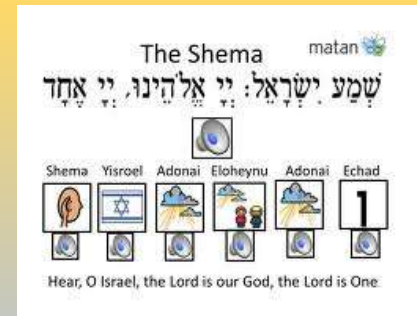 The Shema
matan
שְׁמַע יִשְׂרָאֵל: יְיָ אֱלֹהֵינוּ, יְיָ אֶחָד
Shema Yisroel Adonai Eloheynu Adonai Echad
1
Hear, O Israel, the Lord is our God, the Lord is One